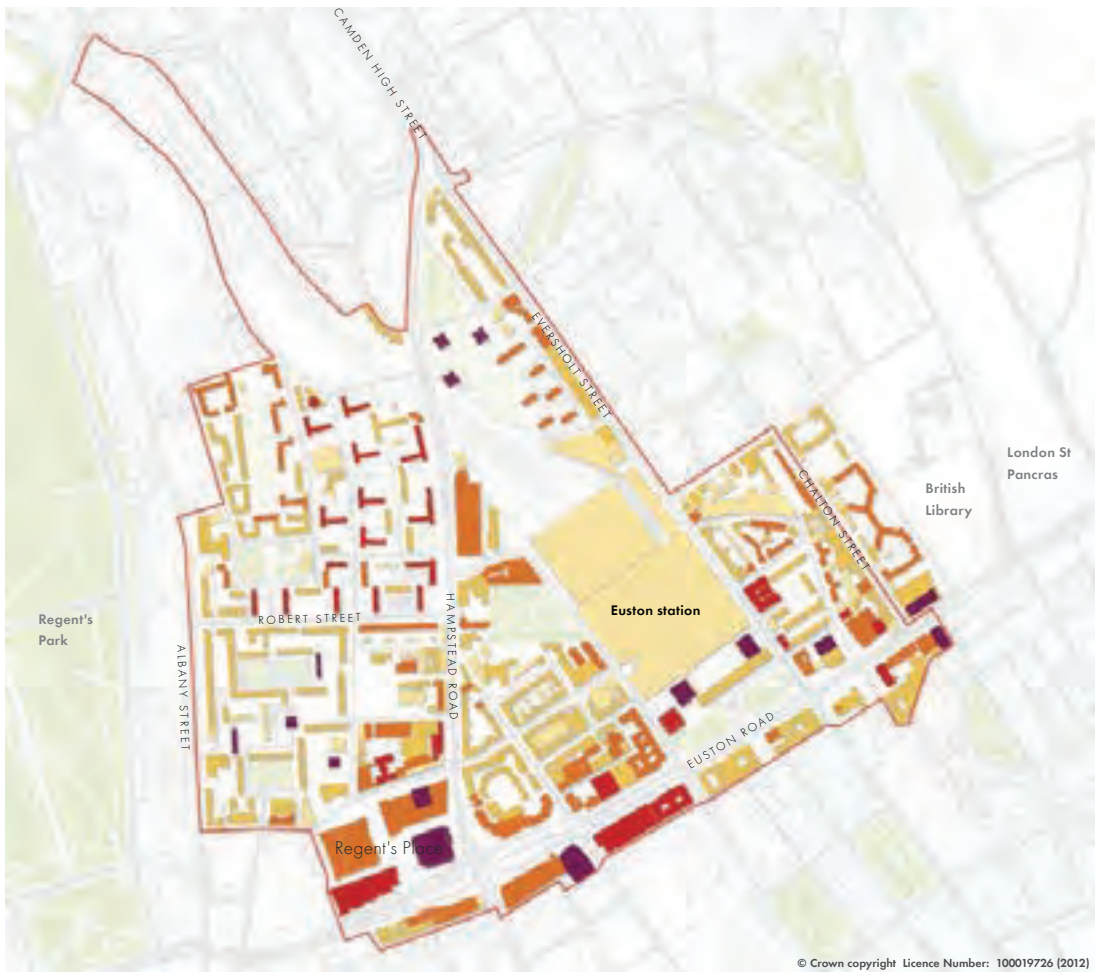 CAMDEN HIGH STREET
EVERSHOLT STREET
CHALTON STREET
London St
Pancras
British
Library
Euston station
Regent's
Park
ROBERT STREET
HAMPSTEAD ROAD
ALBANY STREET
EUSTON ROAD
Regent's Place
© Crown copyright Licence Number: 100019726 (2012)